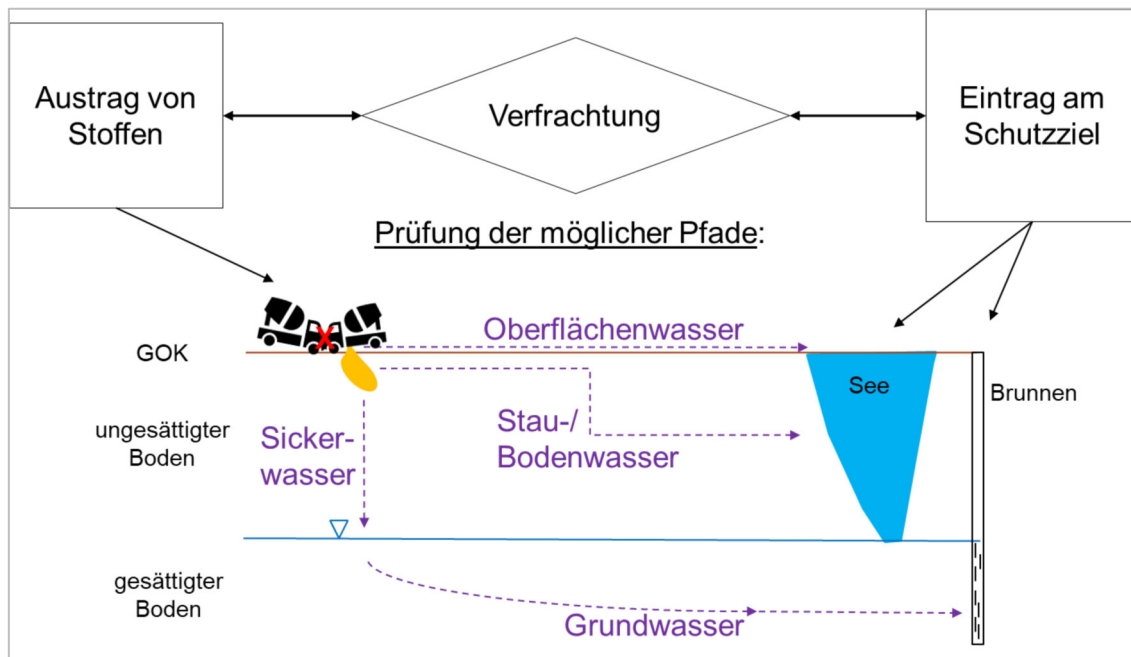 Austrag von
Stoffen
Verfrachtung
Eintrag am
Schutzziel
Prüfung der möglicher Pfade:
Oberflächenwasser
GOK
See
Brunnen
ungesättigter
Boden
Sicker-
wasser
Stau-/
Bodenwasser
gesättigter
Boden
Grundwasser